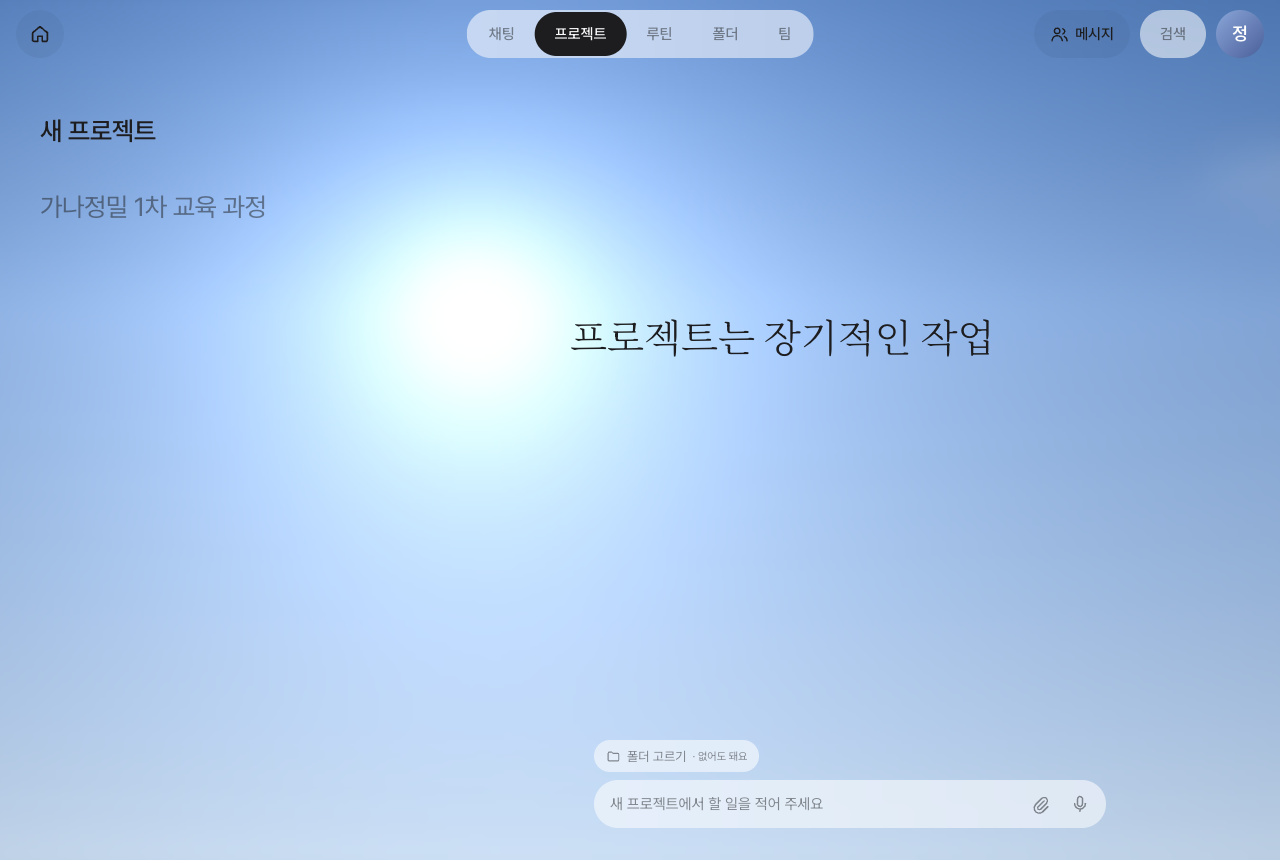 채팅
프로젝트
루틴
폴더
팀
메시지
검색
정
새 프로젝트
가나정밀 1차 교육 과정
프로젝트는 장기적인 작업
폴더 고르기 · 없어도 돼요
새 프로젝트에서 할 일을 적어 주세요